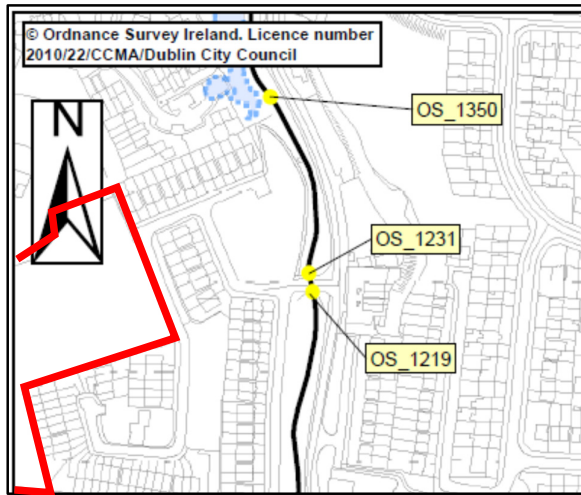 © Ordnance Survey Ireland. Licence number
2010/22/CCMA/Dublin City Council
N
OS_1350
OS_1231
OS_1219